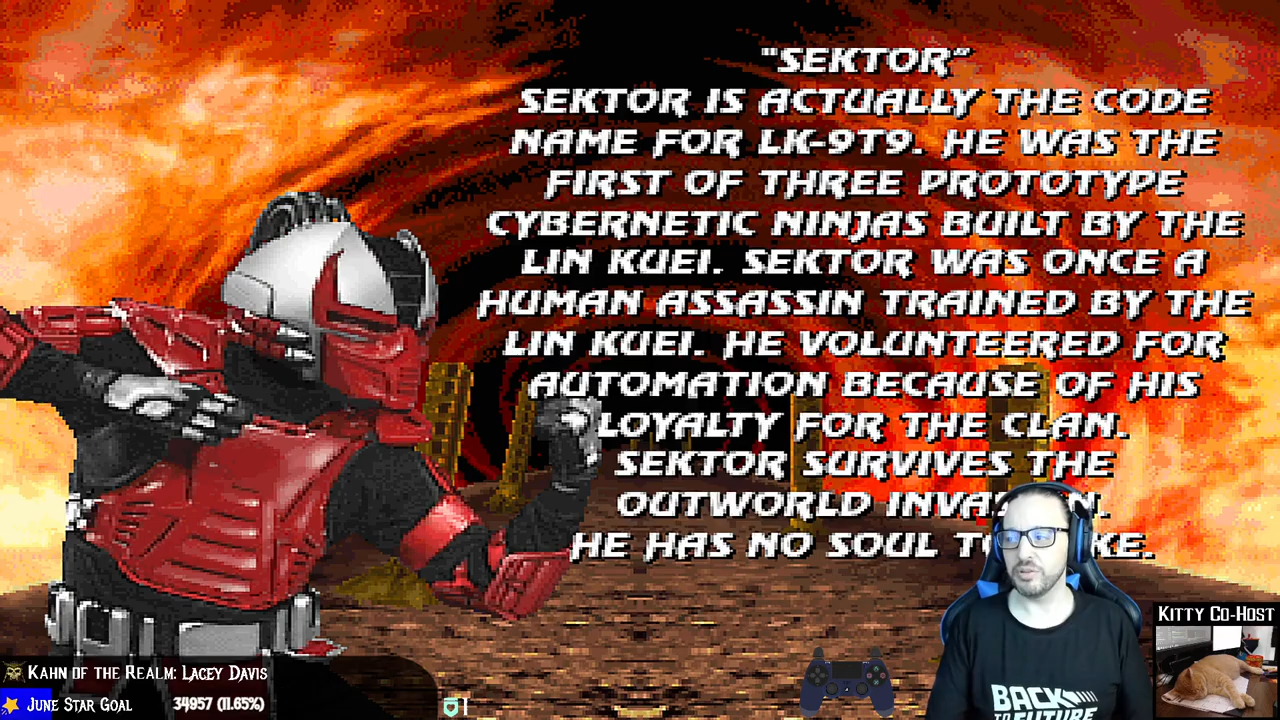 "SEKTOR"
SEKTOR IS ACTUALLY THE CODE
NAME FOR LK-9T9. HE WAS THE
FIRST OF THREE PROTOTYPE
CYBERNETIC NINJAS BUILT BY THE
LIN KUEI. SEKTOR WAS ONCE A
HUMAN ASSASSIN TRAINED BY THE
LIN KUEI. HE VOLUNTEERED FOR
AUTOMATION BECAUSE OF HIS
LOYALTY FOR THE CLAN.
SEKTOR SURVIVES THE
OUTWORLD
HE HAS NO SOUL
KITTY CO-HOST
KAHN OF THE REALM: LACEY DAVIS
JUNE STAR GOAL 34957 (11.65%)
1
BACK
TO FUTURE